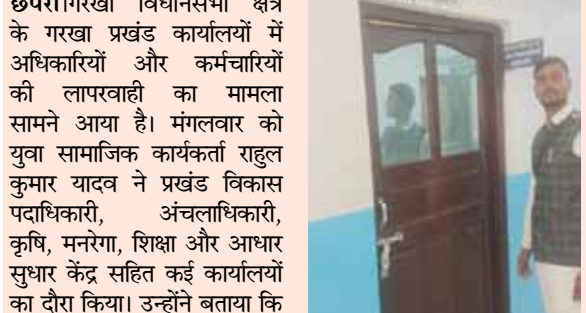 छपरा।गरखा विधानसभा क्षेत्र
के गरखा प्रखंड कार्यालयों में
अधिकारियों और कर्मचारियों
की लापरवाही का मामला
सामने आया है। मंगलवार को
युवा सामाजिक कार्यकर्ता राहुल
कुमार यादव ने प्रखंड विकास
पदाधिकारी, अंचलाधिकारी,
कृषि, मनरेगा, शिक्षा और आधार
सुधार केंद्र सहित कई कार्यालयों
का दौरा किया। उन्होंने बताया कि